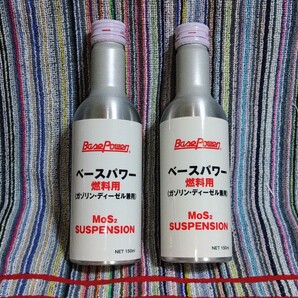 BasePower
ベースパワー
燃料用
(ガソリン・ディーゼル兼用)
MoS₂
SUSPENSION
NET 150ml
BasePower
ベースパワー
燃料用
(ガソリン・ディーゼル兼用)
MoS₂
SUSPENSION
NET 150ml